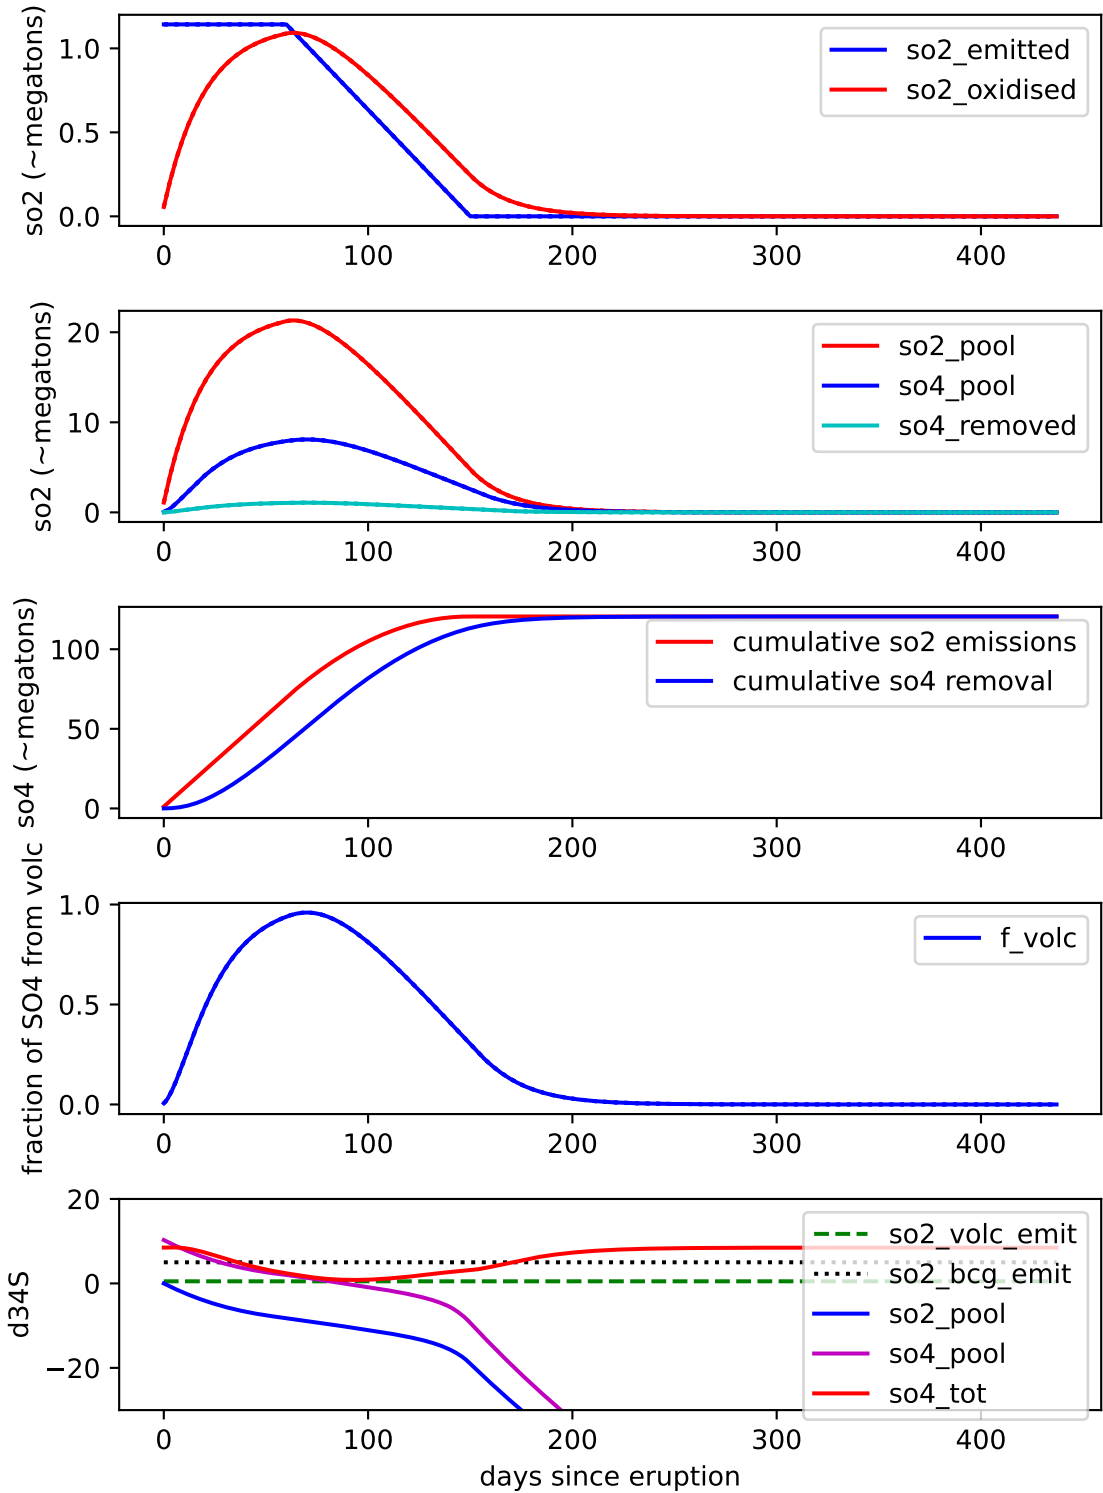 so2 (~megatons)
1.0
0.5
0.0
so2_emitted
so2_oxidised
0 100 200 300 400
so2 (~megatons)
20
10
0
so2_pool
so4_pool
so4_removed
0 100 200 300 400
so4 (~megatons)
100
50
0
cumulative so2 emissions
cumulative so4 removal
0 100 200 300 400
fraction of SO4 from volc
1.0
0.5
0.0
f_volc
0 100 200 300 400
d34S
20
0
−20
so2_volc_emit
so2_bcg_emit
so2_pool
so4_pool
so4_tot
0 100 200 300 400
days since eruption